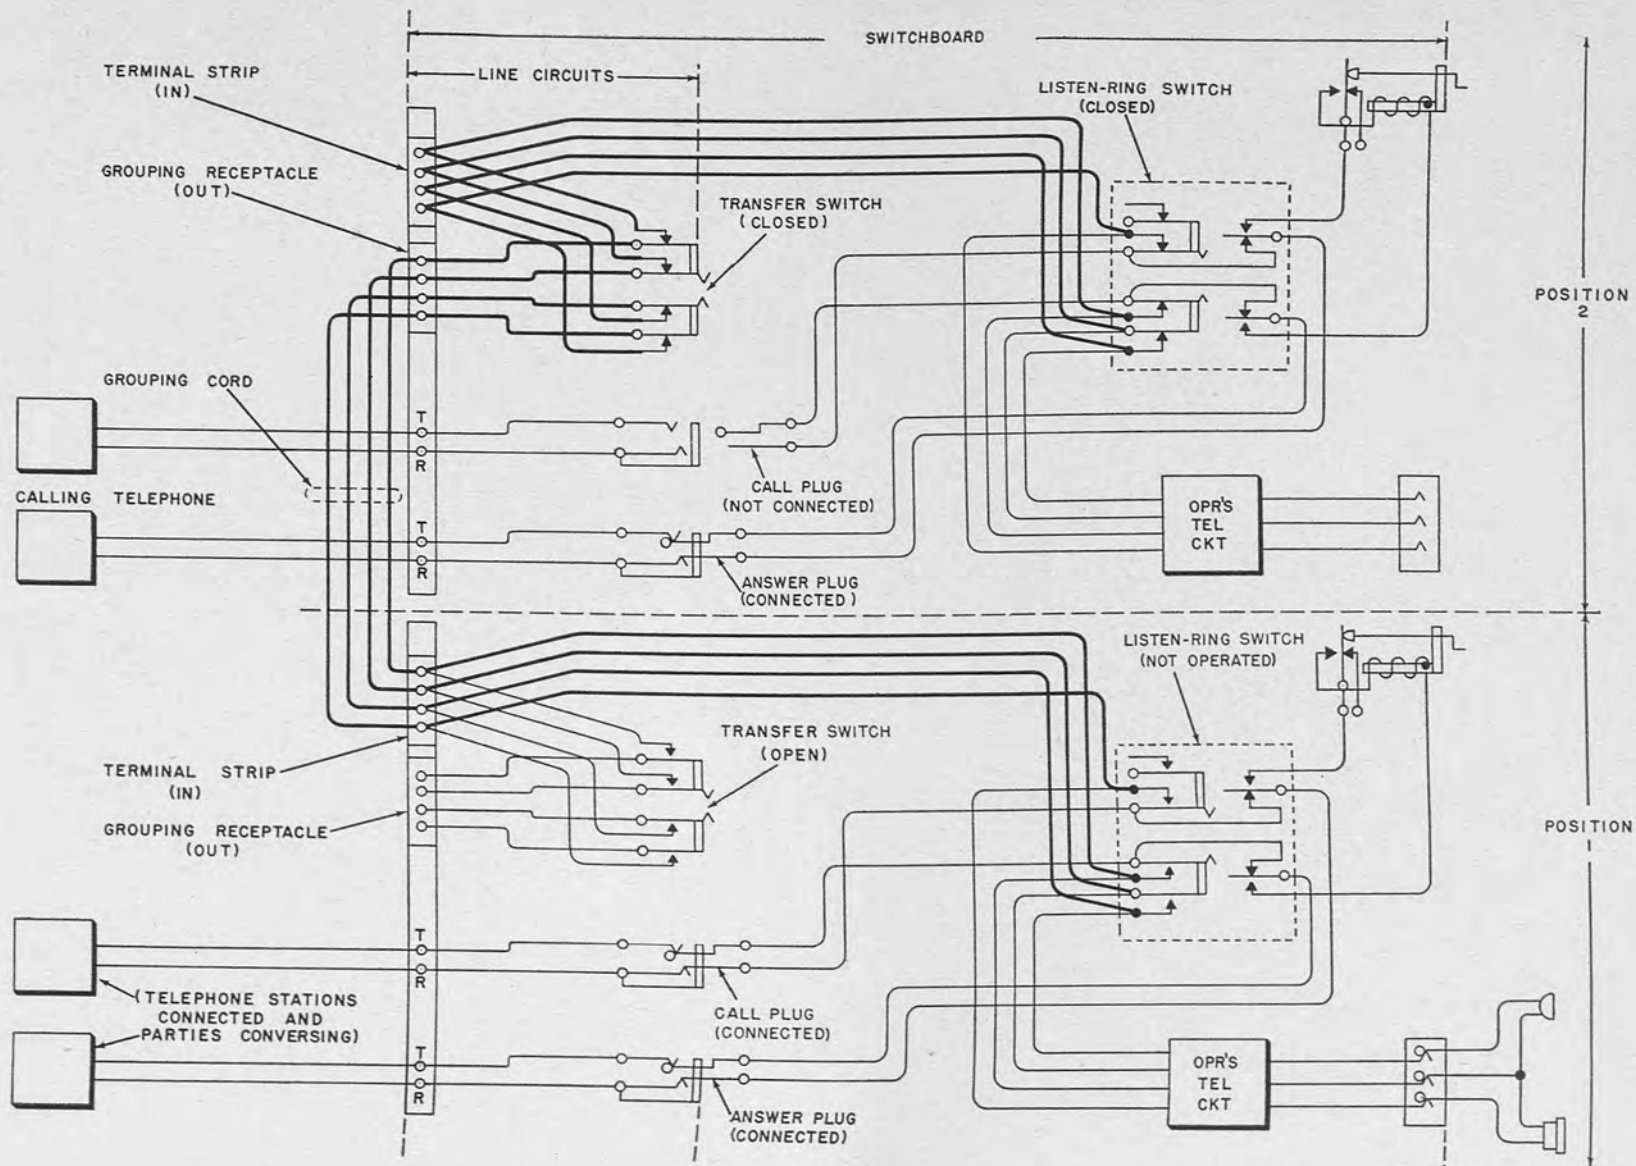 SWITCHBOARD
TERMINAL STRIP
(IN)
LINE CIRCUITS
LISTEN-RING SWITCH
(CLOSED)
GROUPING RECEPTACLE
(OUT)
TRANSFER SWITCH
(CLOSED)
POSITION
2
GROUPING CORD
T
R
CALL PLUG
(NOT CONNECTED)
CALLING TELEPHONE
OPR'S
TEL
CKT
T
R
ANSWER PLUG
(CONNECTED)
LISTEN-RING SWITCH
(NOT OPERATED)
TRANSFER SWITCH
(OPEN)
TERMINAL STRIP
(IN)
GROUPING RECEPTACLE
(OUT)
POSITION
1
T
R
(TELEPHONE STATIONS
CONNECTED AND
PARTIES CONVERSING)
CALL PLUG
(CONNECTED)
T
R
OPR'S
TEL
CKT
ANSWER PLUG
(CONNECTED)